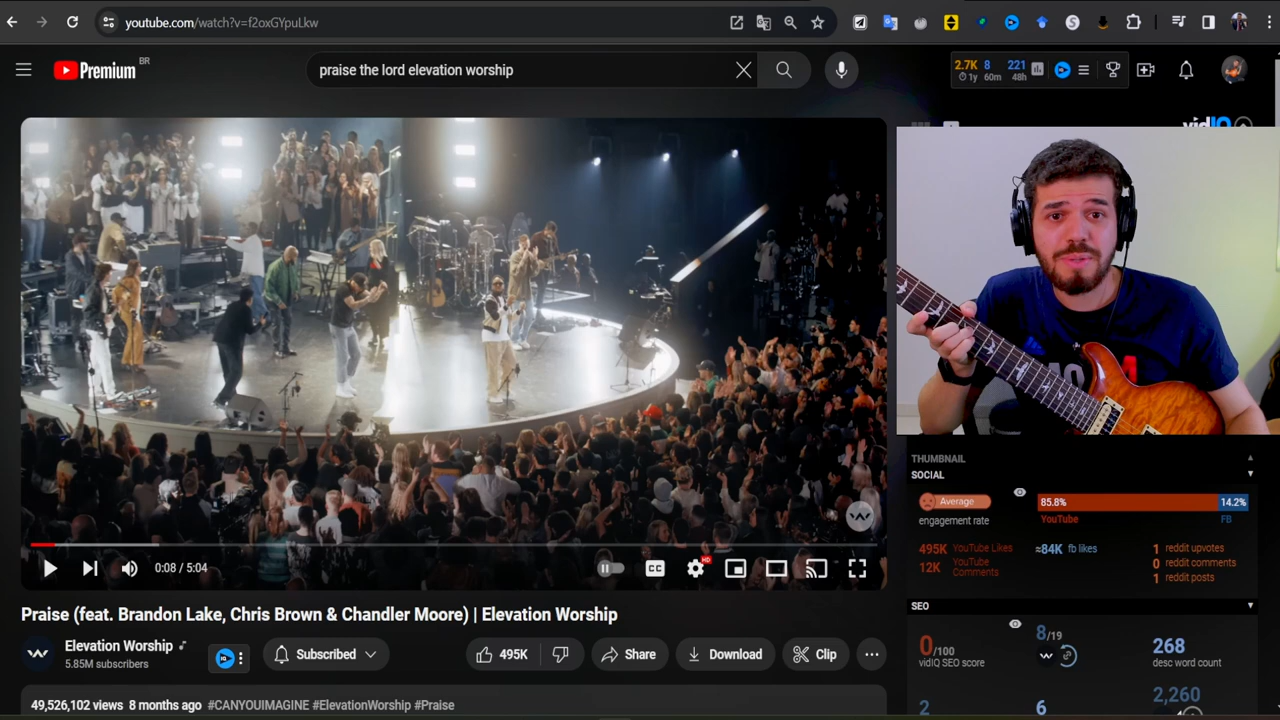 youtube.com/watch?v=f2oxGYpuLkw
Premium BR
praise the lord elevation worship
2.7K 8 221
1y 60m 48h
vidIQ
0:08 / 5:04
CC
HD
Praise (feat. Brandon Lake, Chris Brown & Chandler Moore) | Elevation Worship
Elevation Worship
5.85M subscribers
Subscribed
495K
Share
Download
Clip
49,526,102 views 8 months ago #CANYOUIMAGINE #ElevationWorship #Praise
THUMBNAIL
SOCIAL
Average
engagement rate
85.8% 14.2%
YouTube FB
495K YouTube Likes
12K YouTube Comments
≈84K fb likes
1 reddit upvotes
0 reddit comments
1 reddit posts
SEO
0/100
vidIQ SEO score
8/19
268
desc word count
2
6
2,260